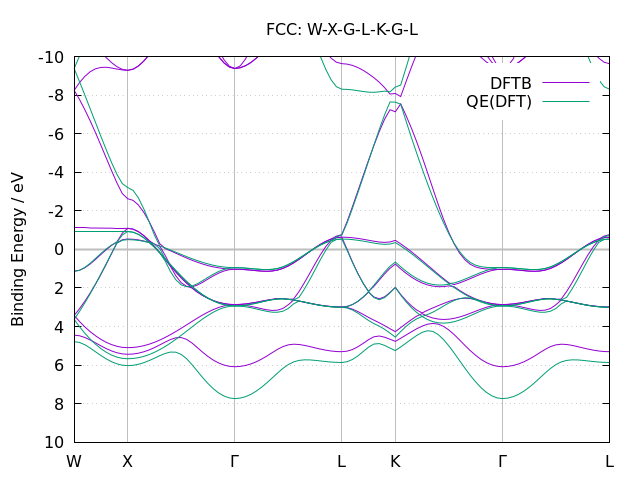 FCC: W-X-G-L-K-G-L
-10
-8
-6
-4
-2
0
2
4
6
8
10
Binding Energy / eV
DFTB
QE(DFT)
W X Γ L K Γ L